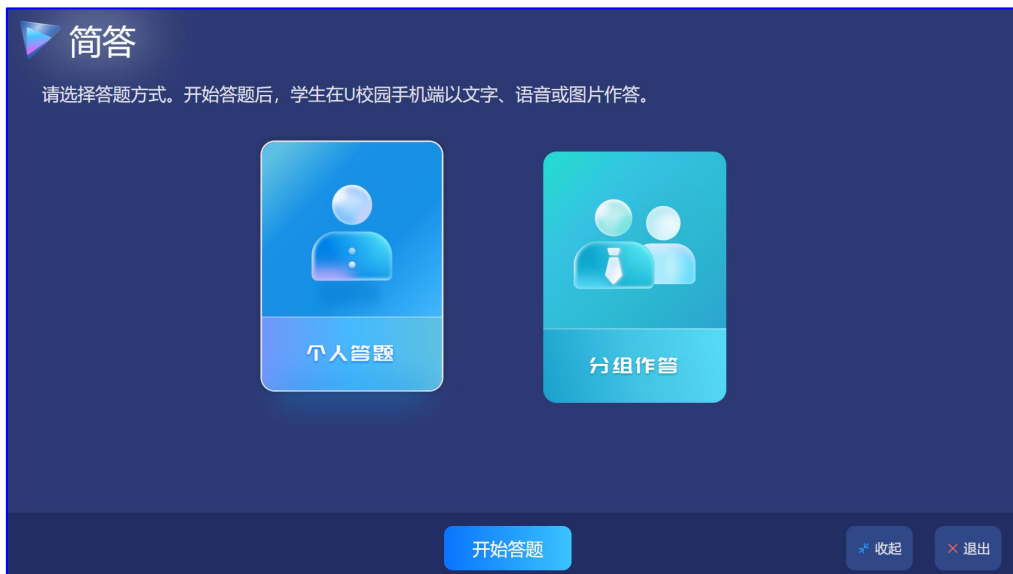 简答
请选择答题方式。开始答题后，学生在U校园手机端以文字、语音或图片作答。
个人答题
分组作答
开始答题
收起
退出